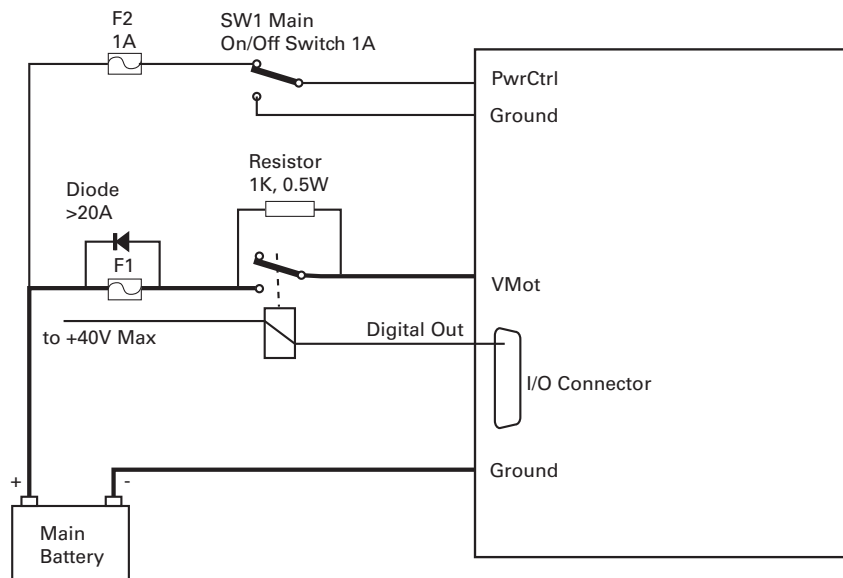 F2
1A
SW1 Main
On/Off Switch 1A
PwrCtrl
Ground
Resistor
1K, 0.5W
Diode
>20A
F1
VMot
to +40V Max
Digital Out
I/O Connector
Ground
+
-
Main
Battery